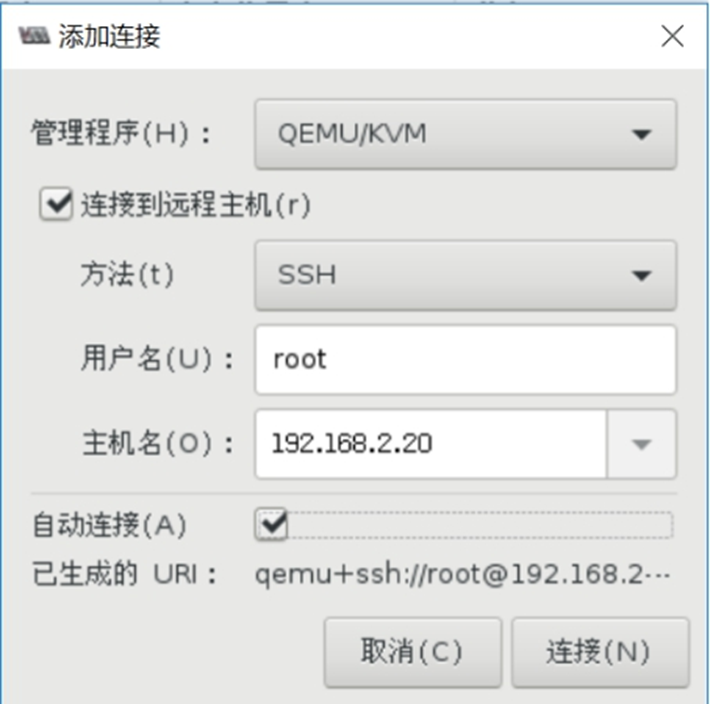 添加连接
管理程序(H)： QEMU/KVM
连接到远程主机(r)
方法(t) SSH
用户名(U)： root
主机名(O)： 192.168.2.20
自动连接(A)
已生成的 URI： qemu+ssh://root@192.168.2···
取消(C) 连接(N)